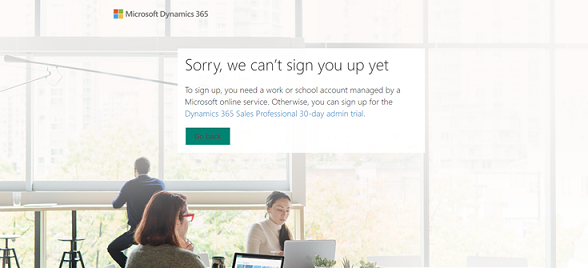 Microsoft Dynamics 365
Sorry, we can't sign you up yet
To sign up, you need a work or school account managed by a
Microsoft online service. Otherwise, you can sign up for the
Dynamics 365 Sales Professional 30-day admin trial.
Go back